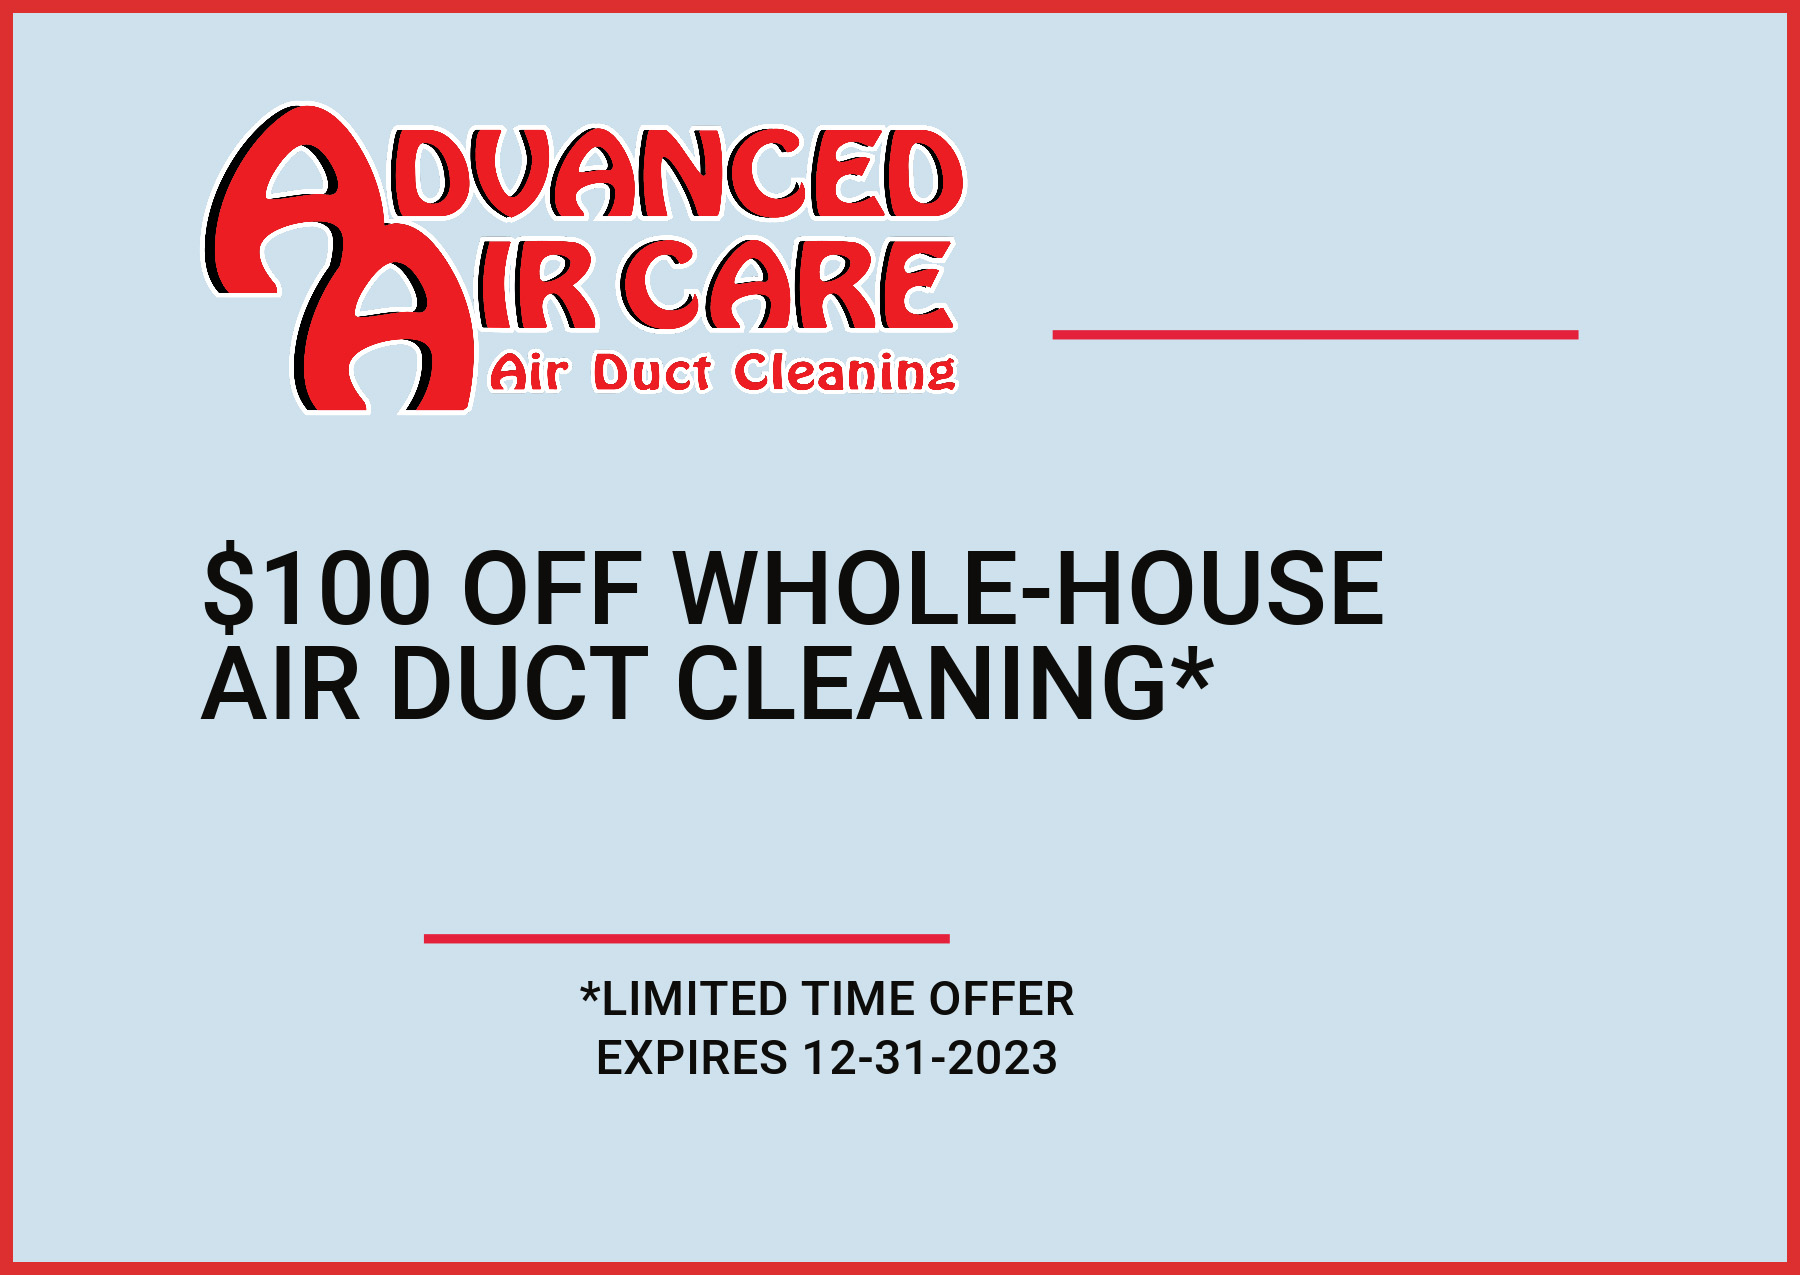 ADVANCED
AIR CARE
Air Duct Cleaning
$100 OFF WHOLE-HOUSE
AIR DUCT CLEANING*
*LIMITED TIME OFFER
EXPIRES 12-31-2023